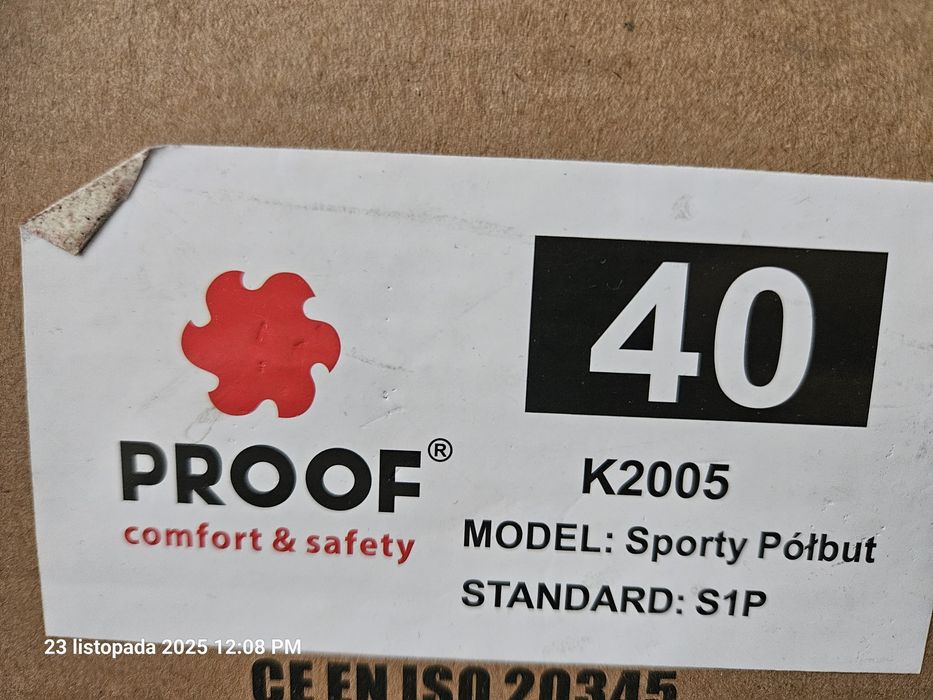 40
PROOF®
comfort & safety
K2005
MODEL: Sporty Półbut
STANDARD: S1P
23 listopada 2025 12:08 PM
CE EN ISO 20345